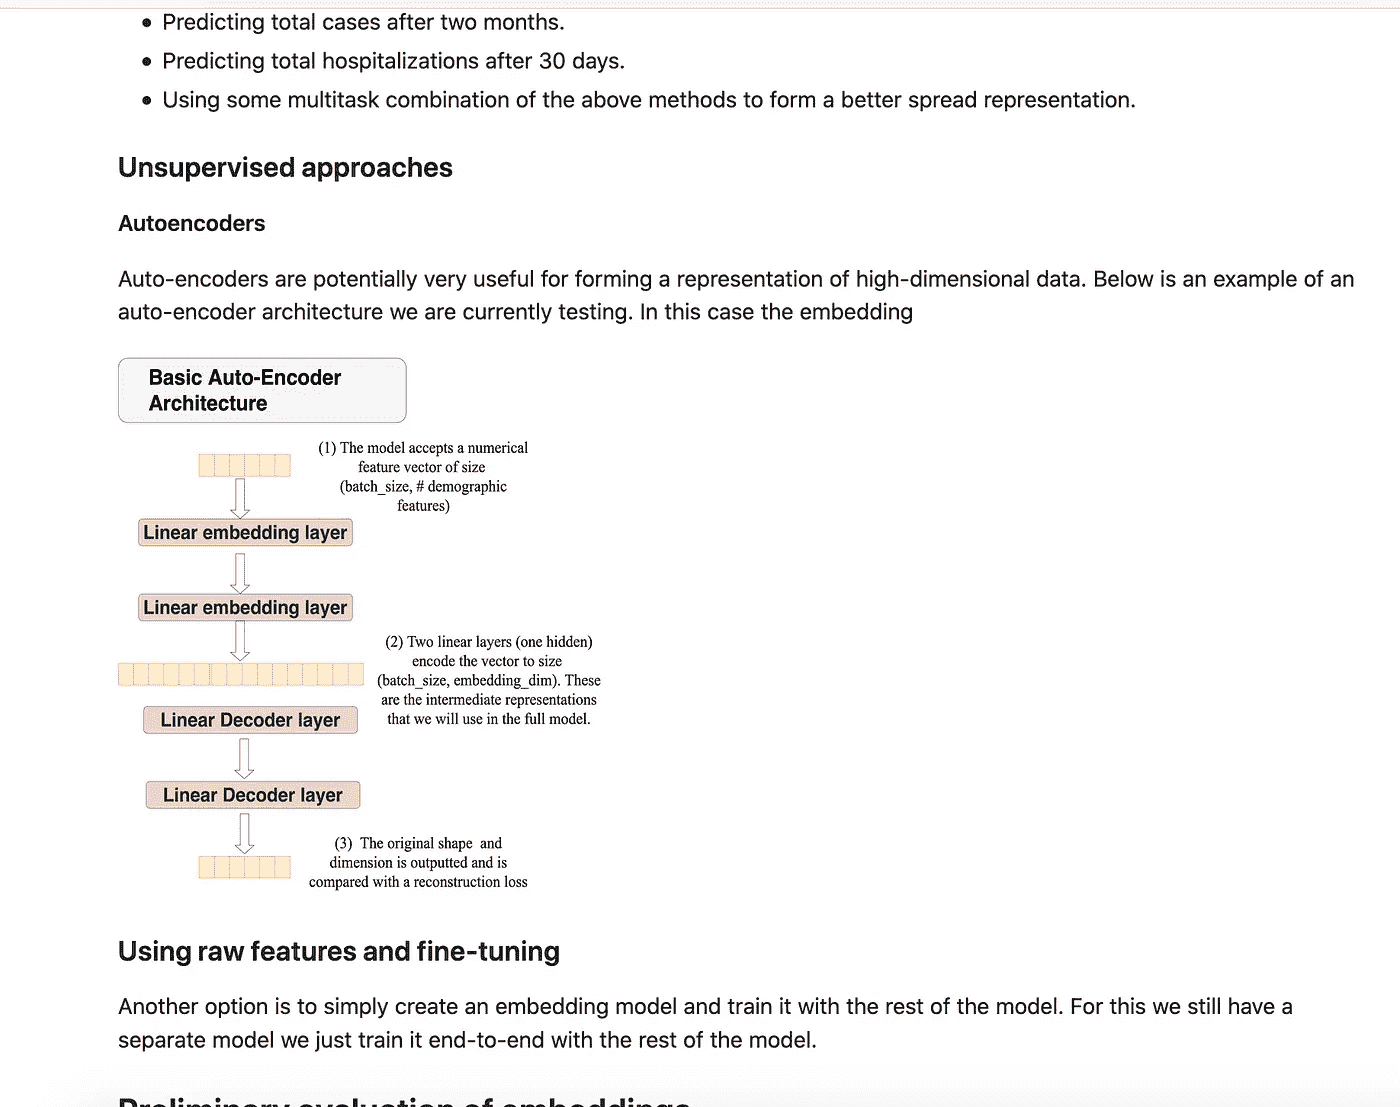 Predicting total cases after two months.
Predicting total hospitalizations after 30 days.
Using some multitask combination of the above methods to form a better spread representation.
Unsupervised approaches
Autoencoders
Auto-encoders are potentially very useful for forming a representation of high-dimensional data. Below is an example of an
auto-encoder architecture we are currently testing. In this case the embedding
Basic Auto-Encoder
Architecture
(1) The model accepts a numerical
feature vector of size
(batch_size, # demographic
features)
Linear embedding layer
Linear embedding layer
(2) Two linear layers (one hidden)
encode the vector to size
(batch_size, embedding_dim). These
are the intermediate representations
that we will use in the full model.
Linear Decoder layer
Linear Decoder layer
(3) The original shape and
dimension is outputted and is
compared with a reconstruction loss
Using raw features and fine-tuning
Another option is to simply create an embedding model and train it with the rest of the model. For this we still have a
separate model we just train it end-to-end with the rest of the model.
Preliminary evaluation of embeddings